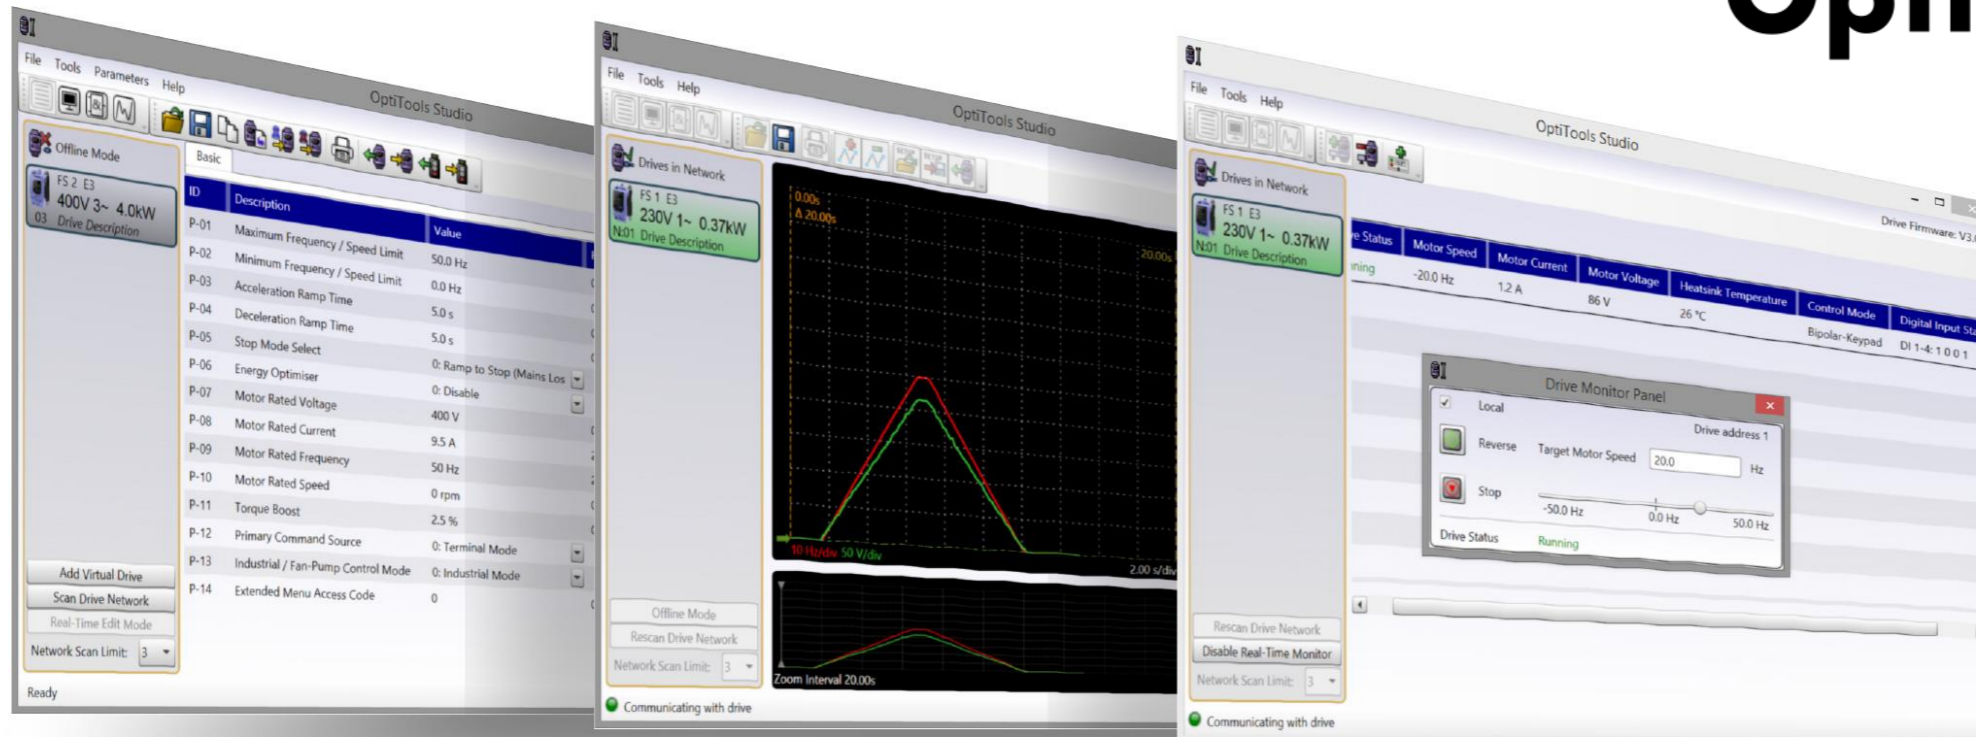 Opti
File Tools Parameters Help
OptiTools Studio
Offline Mode
FS 2 E3
400V 3~ 4.0kW
03 Drive Description
Basic
ID Description Value
P-01 Maximum Frequency / Speed Limit 50.0 Hz
P-02 Minimum Frequency / Speed Limit 0.0 Hz
P-03 Acceleration Ramp Time 5.0 s
P-04 Deceleration Ramp Time 5.0 s
P-05 Stop Mode Select 0: Ramp to Stop (Mains Los
P-06 Energy Optimiser 0: Disable
P-07 Motor Rated Voltage 400 V
P-08 Motor Rated Current 9.5 A
P-09 Motor Rated Frequency 50 Hz
P-10 Motor Rated Speed 0 rpm
P-11 Torque Boost 2.5 %
P-12 Primary Command Source 0: Terminal Mode
P-13 Industrial / Fan-Pump Control Mode 0: Industrial Mode
P-14 Extended Menu Access Code 0
Add Virtual Drive
Scan Drive Network
Real-Time Edit Mode
Network Scan Limit: 3
Ready
File Tools Help
OptiTools Studio
Drives in Network
FS 1 E3
230V 1~ 0.37kW
N:01 Drive Description
0.00s
Δ 20.00s
20.00s
10 Hz/div 50 V/div
2.00 s/div
Offline Mode
Rescan Drive Network
Network Scan Limit: 3
Zoom Interval 20.00s
Communicating with drive
File Tools Help
OptiTools Studio
Drives in Network
Drive Firmware: V3.0
FS 1 E3
230V 1~ 0.37kW
N:01 Drive Description
ve Status Motor Speed Motor Current Motor Voltage Heatsink Temperature Control Mode Digital Input Sta
nning -20.0 Hz 1.2 A 86 V 26 °C Bipolar-Keypad DI 1-4: 1 0 0 1
Drive Monitor Panel
Local
Drive address 1
Reverse Target Motor Speed 20.0 Hz
Stop
-50.0 Hz 0.0 Hz 50.0 Hz
Drive Status Running
Rescan Drive Network
Disable Real-Time Monitor
Network Scan Limit: 3
Communicating with drive